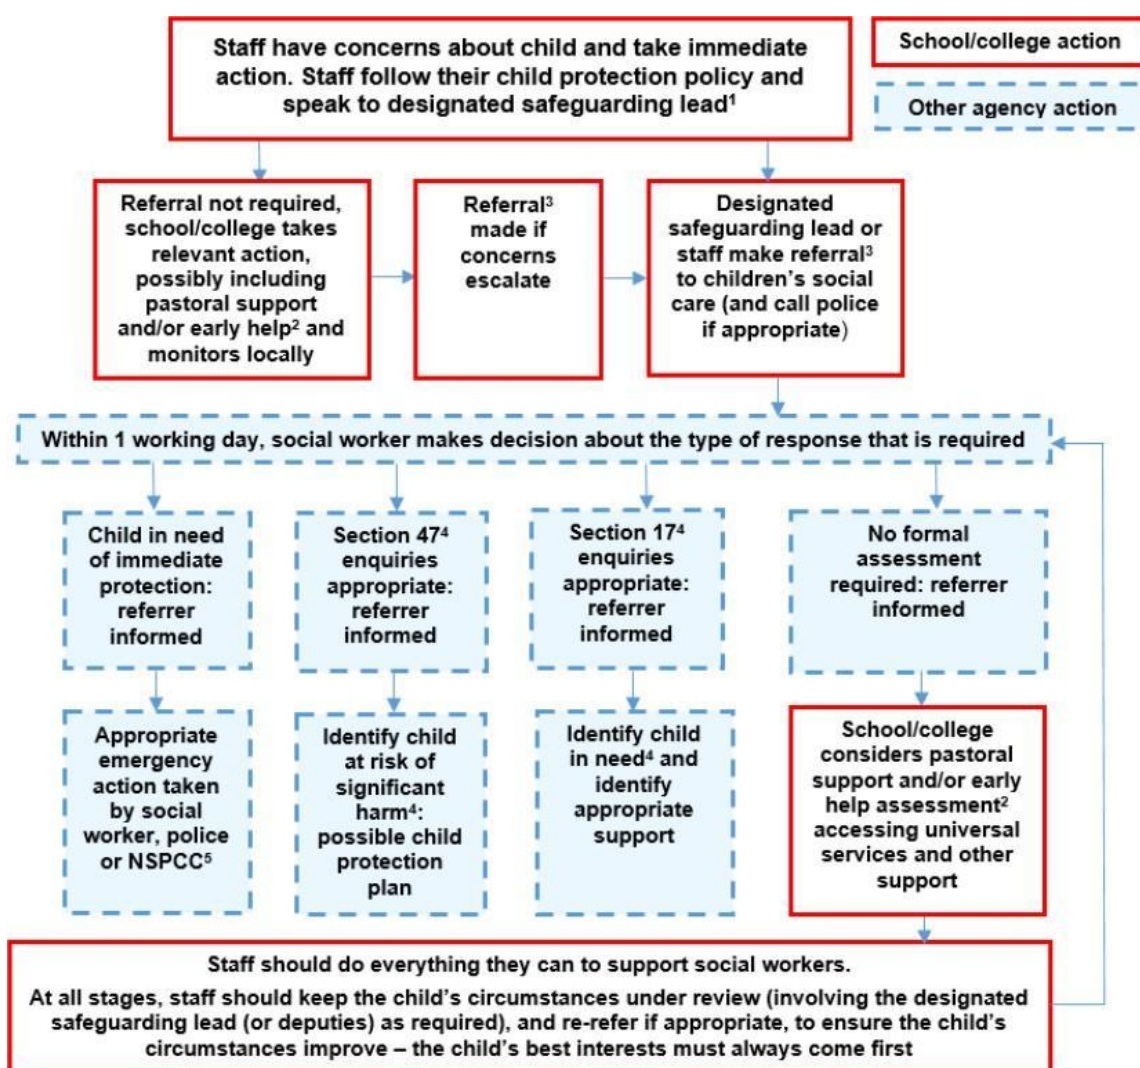 Staff have concerns about child and take immediate
action. Staff follow their child protection policy and
speak to designated safeguarding lead¹
School/college action
Other agency action
Referral not required,
school/college takes
relevant action,
possibly including
pastoral support
and/or early help² and
monitors locally
Referral³
made if
concerns
escalate
Designated
safeguarding lead or
staff make referral³
to children’s social
care (and call police
if appropriate)
Within 1 working day, social worker makes decision about the type of response that is required
Child in need
of immediate
protection:
referrer
informed
Section 47⁴
enquiries
appropriate:
referrer
informed
Section 17⁴
enquiries
appropriate:
referrer
informed
No formal
assessment
required: referrer
informed
Appropriate
emergency
action taken
by social
worker, police
or NSPCC⁵
Identify child
at risk of
significant
harm⁴:
possible child
protection
plan
Identify child
in need⁴ and
identify
appropriate
support
School/college
considers pastoral
support and/or early
help assessment²
accessing universal
services and other
support
Staff should do everything they can to support social workers.
At all stages, staff should keep the child’s circumstances under review (involving the designated
safeguarding lead (or deputies) as required), and re-refer if appropriate, to ensure the child’s
circumstances improve – the child’s best interests must always come first